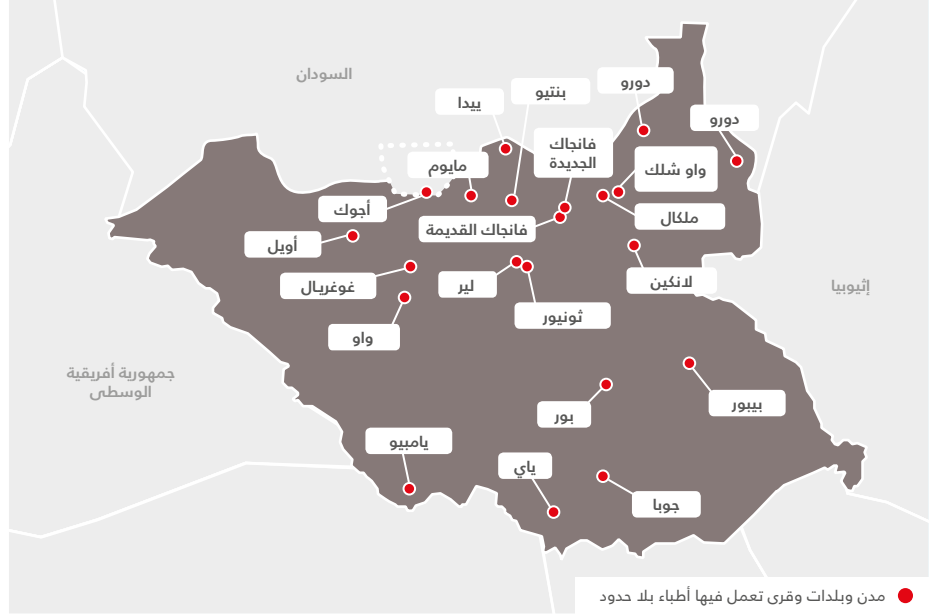 السودان
دورو
بنتيو
ييدا
دورو
فانجاك
الجديدة
مايوم
واو شلك
أجوك
ملكال
فانجاك القديمة
أويل
غوغريال
لير
لانكين
إثيوبيا
ثونيور
واو
جمهورية أفريقية
الوسطى
بيبور
بور
يامبيو
ياي
جوبا
مدن وبلدات وقرى تعمل فيها أطباء بلا حدود